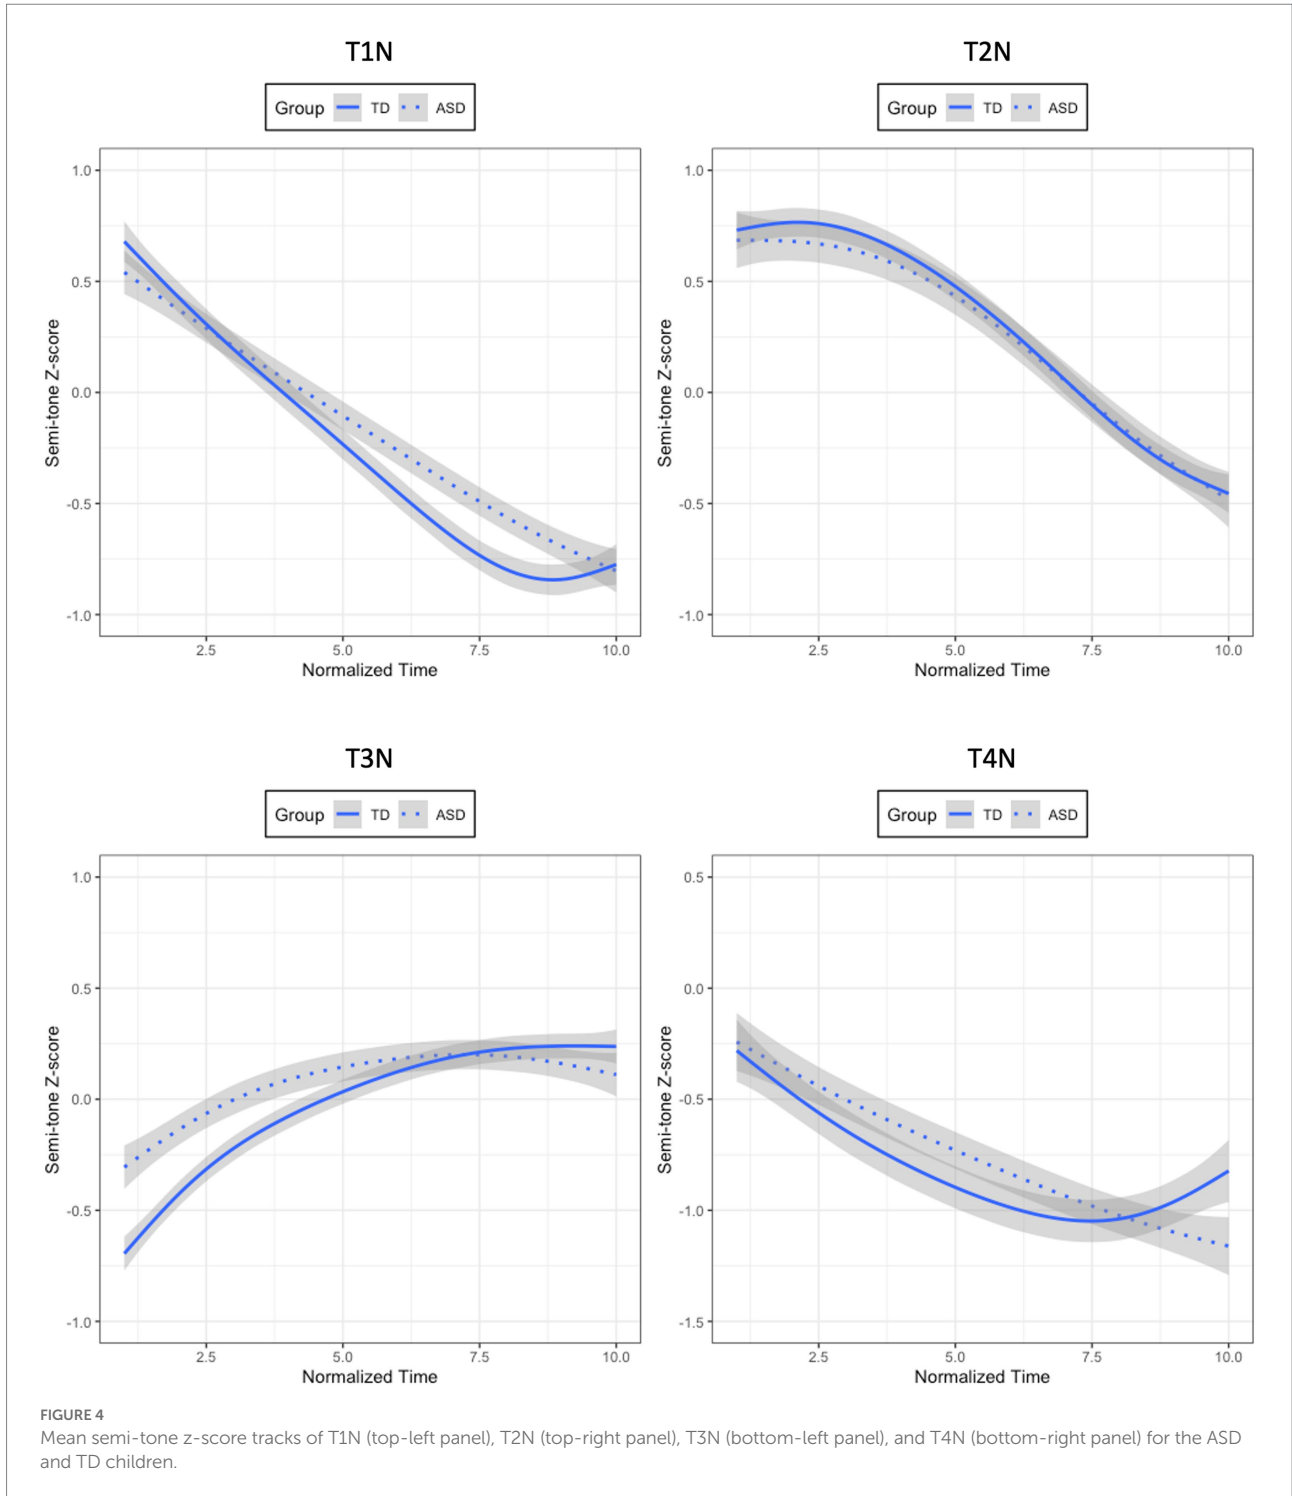 T1N
Group TD ASD
1.0
0.5
0.0
-0.5
-1.0
Semi-tone Z-score
2.5 5.0 7.5 10.0
Normalized Time
T2N
Group TD ASD
1.0
0.5
0.0
-0.5
-1.0
Semi-tone Z-score
2.5 5.0 7.5 10.0
Normalized Time
T3N
Group TD ASD
1.0
0.5
0.0
-0.5
-1.0
Semi-tone Z-score
2.5 5.0 7.5 10.0
Normalized Time
T4N
Group TD ASD
0.5
0.0
-0.5
-1.0
-1.5
Semi-tone Z-score
2.5 5.0 7.5 10.0
Normalized Time
FIGURE 4
Mean semi-tone z-score tracks of T1N (top-left panel), T2N (top-right panel), T3N (bottom-left panel), and T4N (bottom-right panel) for the ASD
and TD children.